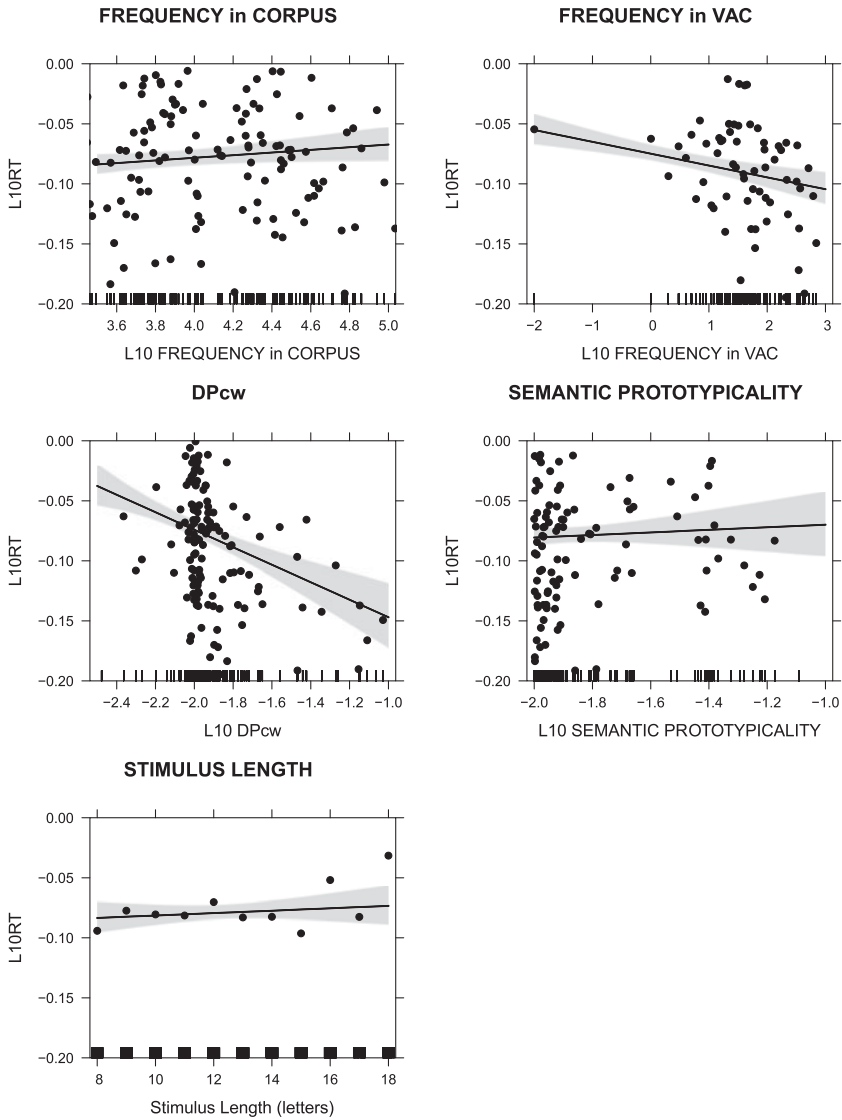 FREQUENCY in CORPUS
0.00
−0.05
−0.10
−0.15
−0.20
L10RT
3.6 3.8 4.0 4.2 4.4 4.6 4.8 5.0
L10 FREQUENCY in CORPUS
FREQUENCY in VAC
0.00
−0.05
−0.10
−0.15
−0.20
L10RT
−2 −1 0 1 2 3
L10 FREQUENCY in VAC
DPcw
0.00
−0.05
−0.10
−0.15
−0.20
L10RT
−2.4 −2.2 −2.0 −1.8 −1.6 −1.4 −1.2 −1.0
L10 DPcw
SEMANTIC PROTOTYPICALITY
0.00
−0.05
−0.10
−0.15
−0.20
L10RT
−2.0 −1.8 −1.6 −1.4 −1.2 −1.0
L10 SEMANTIC PROTOTYPICALITY
STIMULUS LENGTH
0.00
−0.05
−0.10
−0.15
−0.20
L10RT
8 10 12 14 16 18
Stimulus Length (letters)